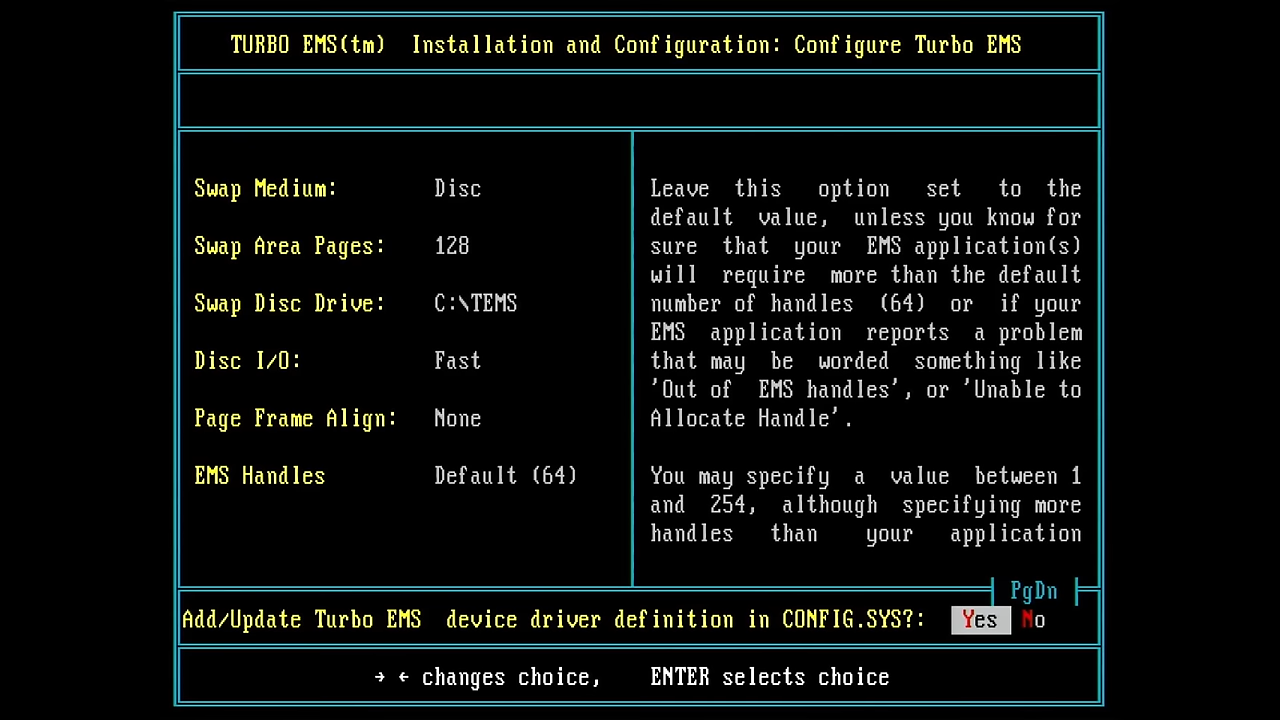 TURBO EMS(tm) Installation and Configuration: Configure Turbo EMS
Swap Medium: Disc
Swap Area Pages: 128
Swap Disc Drive: C:\TEMS
Disc I/O: Fast
Page Frame Align: None
EMS Handles Default (64)
Leave this option set to the
default value, unless you know for
sure that your EMS application(s)
will require more than the default
number of handles (64) or if your
EMS application reports a problem
that may be worded something like
'Out of EMS handles', or 'Unable to
Allocate Handle'.
You may specify a value between 1
and 254, although specifying more
handles than your application
PgDn
Add/Update Turbo EMS device driver definition in CONFIG.SYS?: Yes No
→ ← changes choice, ENTER selects choice